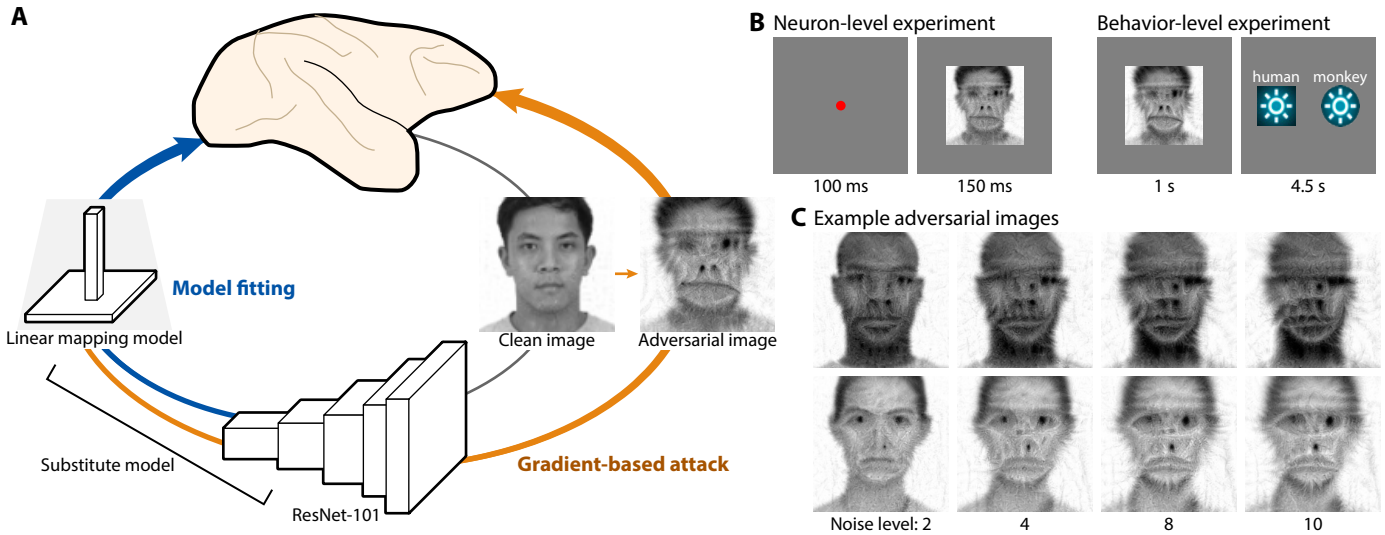 A
Model fitting
Linear mapping model
Clean image
Adversarial image
Substitute model
Gradient-based attack
ResNet-101
B Neuron-level experiment
Behavior-level experiment
human monkey
100 ms
150 ms
1 s
4.5 s
C Example adversarial images
Noise level: 2
4
8
10